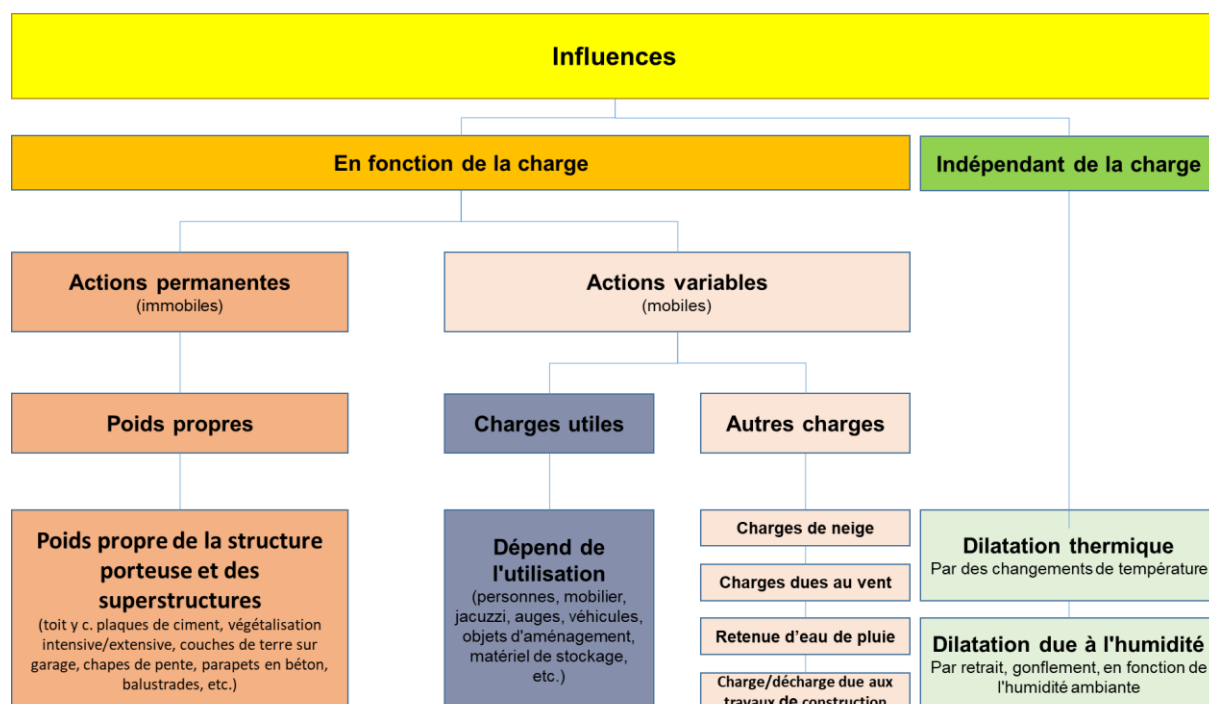 Influences
En fonction de la charge
Indépendant de la charge
Actions permanentes
(immobiles)
Actions variables
(mobiles)
Poids propres
Charges utiles
Autres charges
Poids propre de la structure
porteuse et des
superstructures
(toit y c. plaques de ciment, végétalisation
intensive/extensive, couches de terre sur
garage, chapes de pente, parapets en béton,
balustrades, etc.)
Dépend de
l'utilisation
(personnes, mobilier,
jacuzzi, auges, véhicules,
objets d'aménagement,
matériel de stockage,
etc.)
Charges de neige
Charges dues au vent
Retenue d’eau de pluie
Charge/décharge due aux
travaux de construction
Dilatation thermique
Par des changements de température
Dilatation due à l'humidité
Par retrait, gonflement, en fonction de
l'humidité ambiante